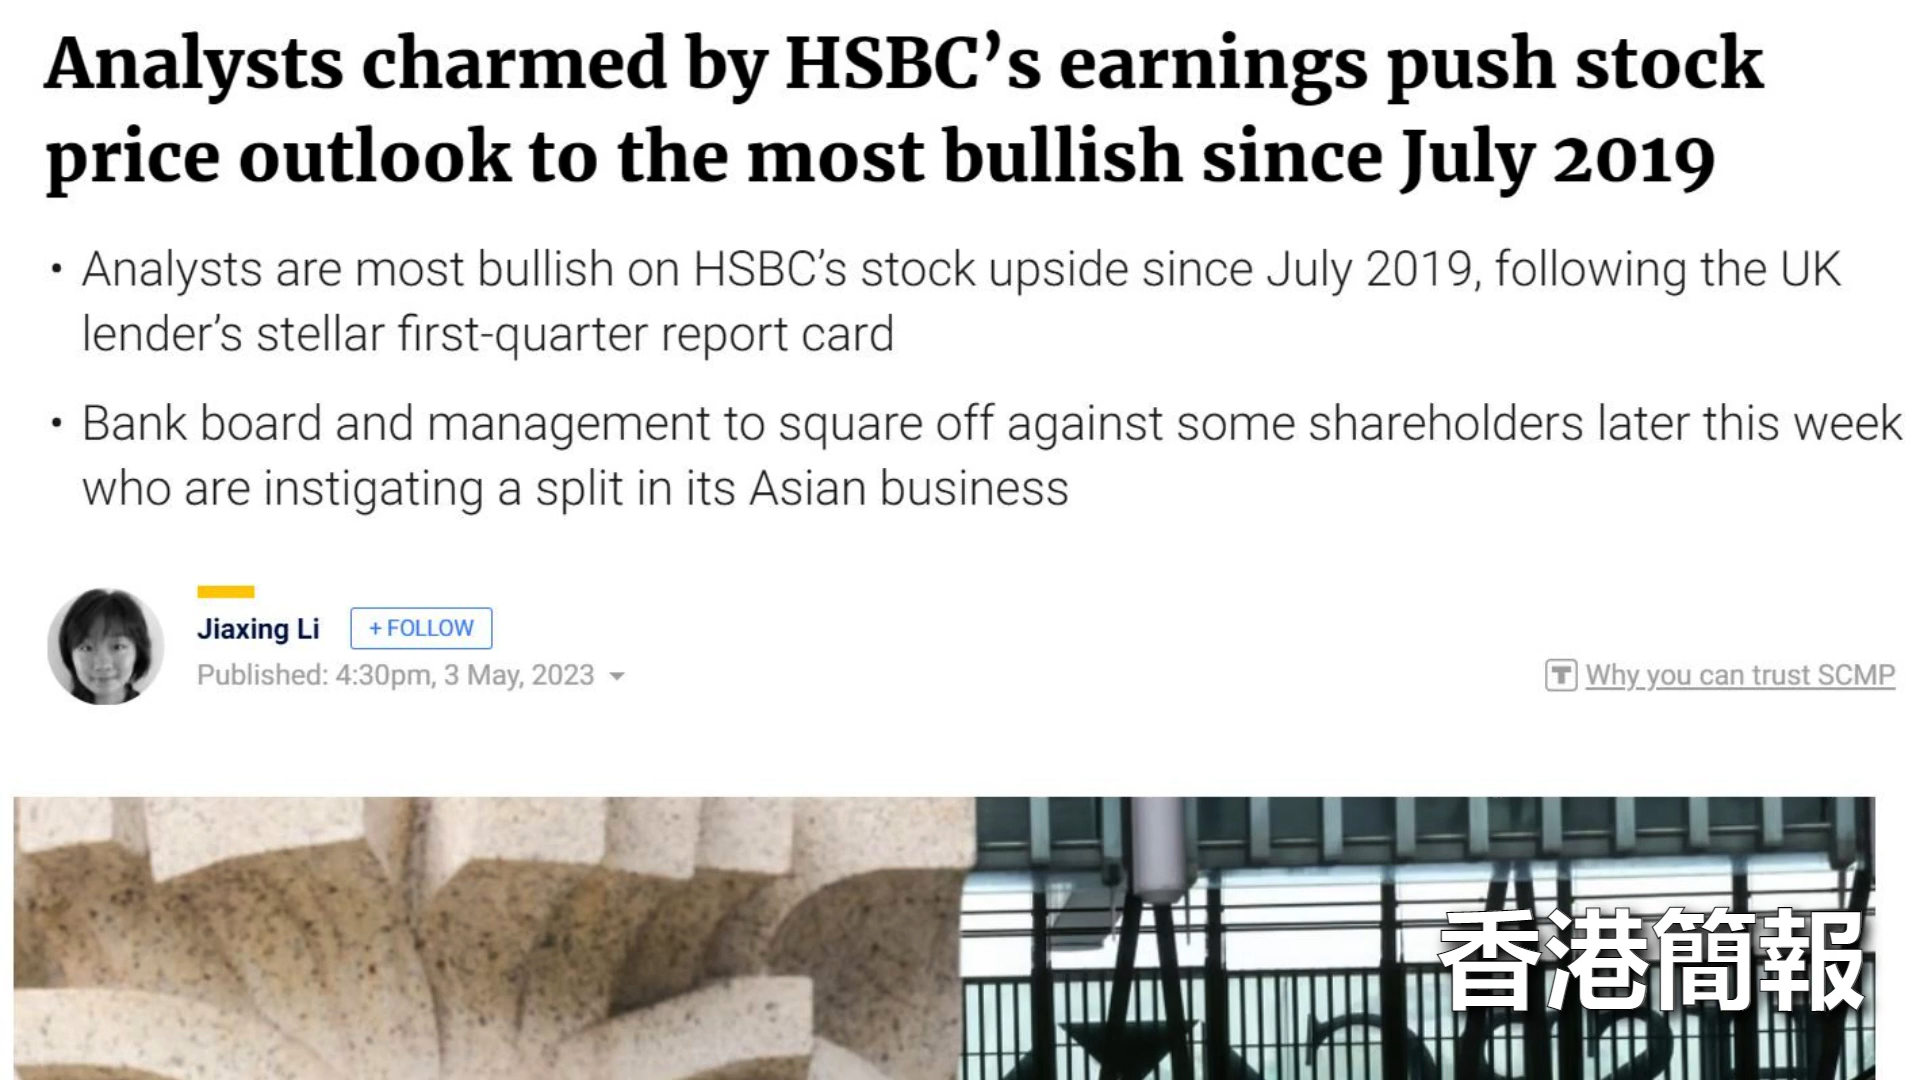 Analysts charmed by HSBC’s earnings push stock
price outlook to the most bullish since July 2019
• Analysts are most bullish on HSBC’s stock upside since July 2019, following the UK
lender’s stellar first-quarter report card
• Bank board and management to square off against some shareholders later this week
who are instigating a split in its Asian business
Jiaxing Li
+ FOLLOW
Published: 4:30pm, 3 May, 2023
T Why you can trust SCMP
香港簡報